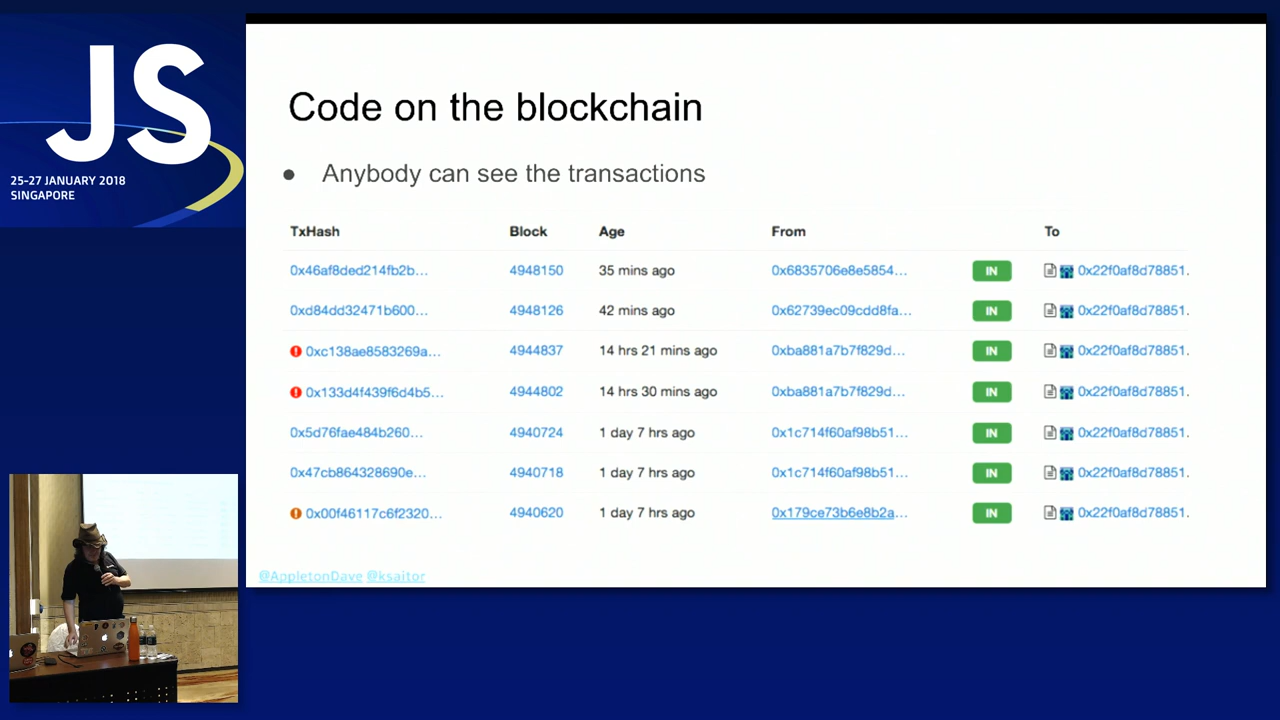 JS
25-27 JANUARY 2018
SINGAPORE
Code on the blockchain
● Anybody can see the transactions
TxHash Block Age From To
0x46af8ded214fb2b... 4948150 35 mins ago 0x6835706e8e5854... IN 0x22f0af8d78851.
0xd84dd32471b600... 4948126 42 mins ago 0x62739ec09cdd8fa... IN 0x22f0af8d78851.
0xc138ae8583269a... 4944837 14 hrs 21 mins ago 0xba881a7b7f829d... IN 0x22f0af8d78851.
0x133d4f439f6d4b5... 4944802 14 hrs 30 mins ago 0xba881a7b7f829d... IN 0x22f0af8d78851.
0x5d76fae484b260... 4940724 1 day 7 hrs ago 0x1c714f60af98b51... IN 0x22f0af8d78851.
0x47cb864328690e... 4940718 1 day 7 hrs ago 0x1c714f60af98b51... IN 0x22f0af8d78851.
0x00f46117c6f2320... 4940620 1 day 7 hrs ago 0x179ce73b6e8b2a... IN 0x22f0af8d78851.
@AppletonDave @ksaitor